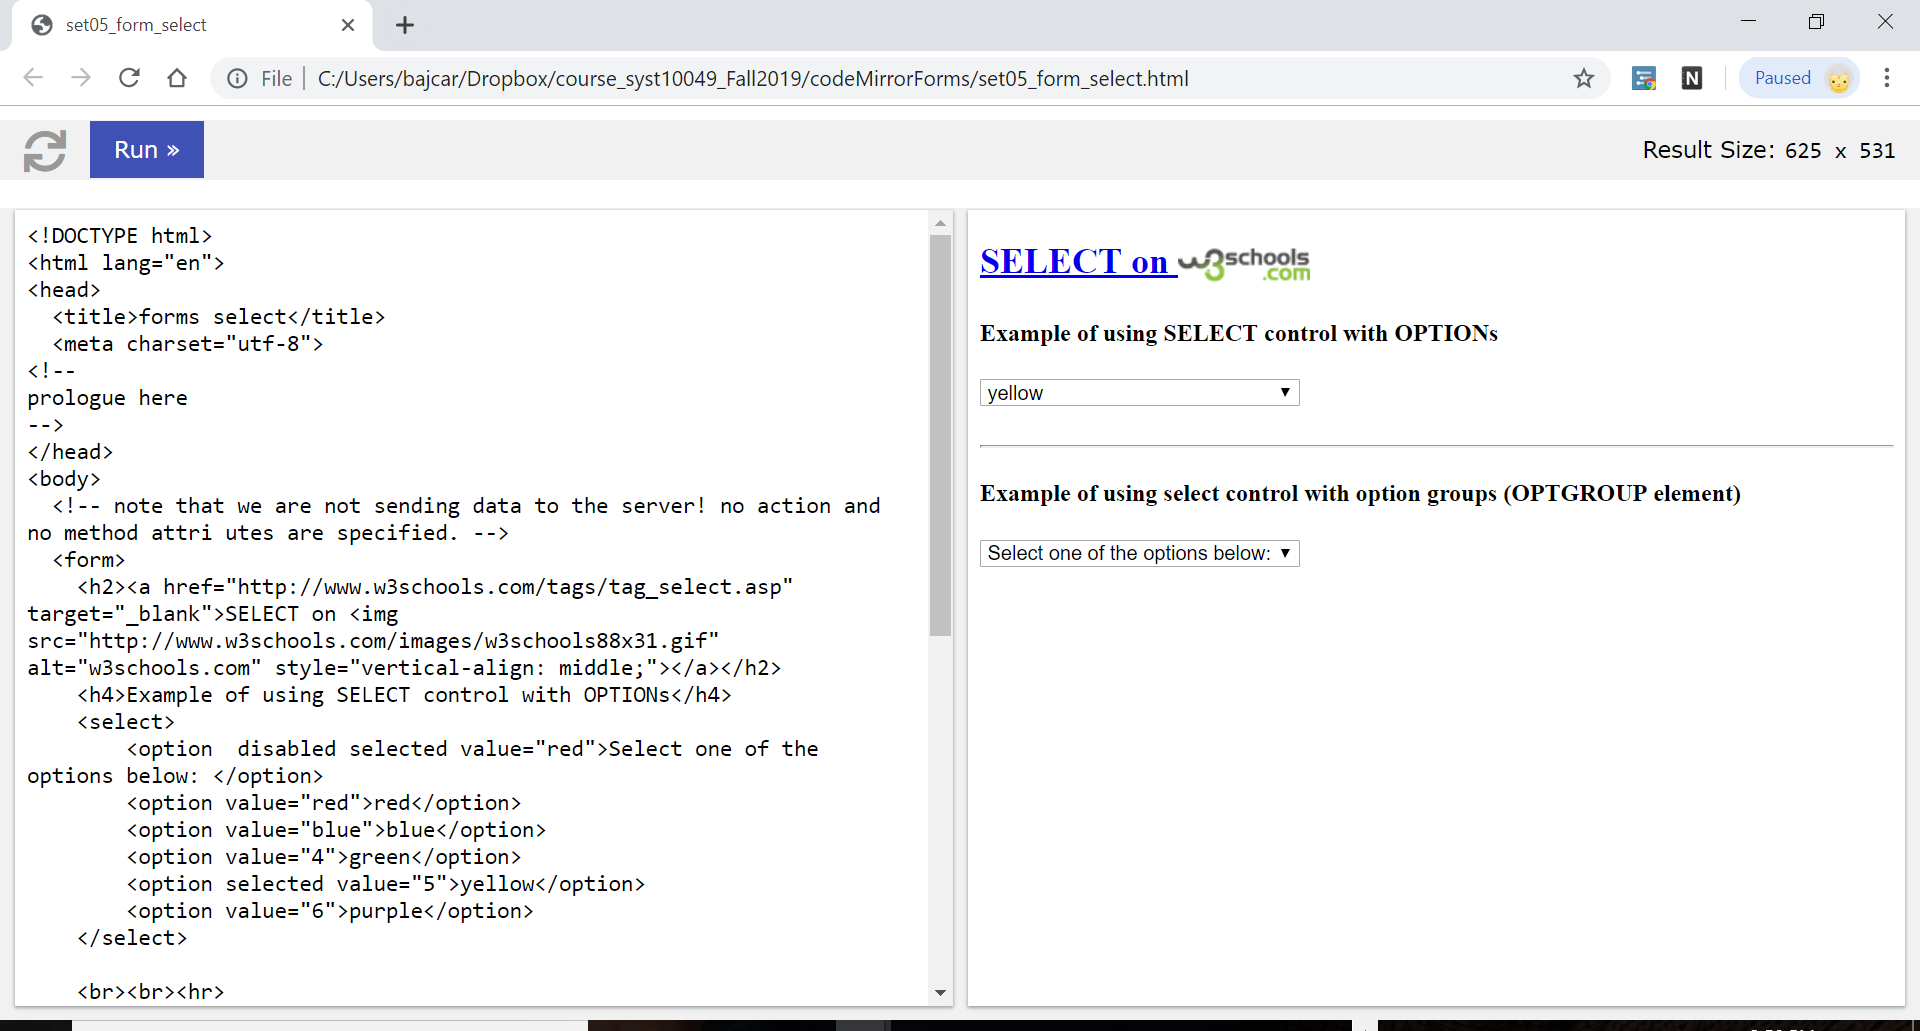 set05_form_select
File C:/Users/bajcar/Dropbox/course_syst10049_Fall2019/codeMirrorForms/set05_form_select.html
N
Paused
Run »
Result Size: 625 x 531
<!DOCTYPE html>
<html lang="en">
<head>
  <title>forms select</title>
  <meta charset="utf-8">
<!--
prologue here
-->
</head>
<body>
  <!-- note that we are not sending data to the server! no action and
no method attri utes are specified. -->
  <form>
    <h2><a href="http://www.w3schools.com/tags/tag_select.asp"
target="_blank">SELECT on <img
src="http://www.w3schools.com/images/w3schools88x31.gif"
alt="w3schools.com" style="vertical-align: middle;"></a></h2>
    <h4>Example of using SELECT control with OPTIONs</h4>
    <select>
        <option  disabled selected value="red">Select one of the
options below: </option>
        <option value="red">red</option>
        <option value="blue">blue</option>
        <option value="4">green</option>
        <option selected value="5">yellow</option>
        <option value="6">purple</option>
    </select>
    <br><br><hr>
SELECT on w3schools.com
Example of using SELECT control with OPTIONs
yellow
Example of using select control with option groups (OPTGROUP element)
Select one of the options below: